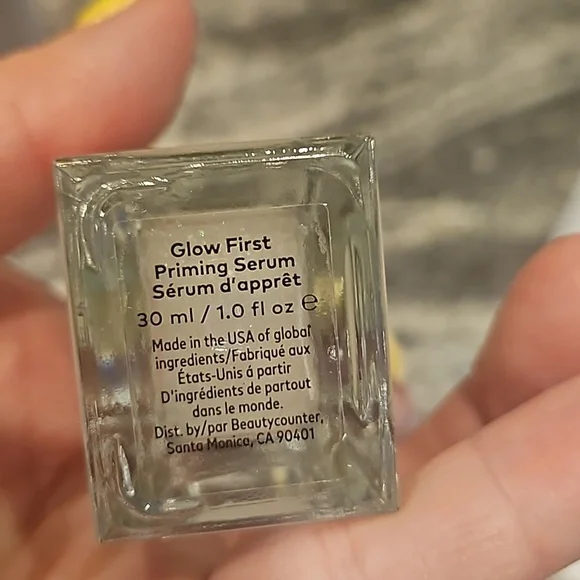 Glow First
Priming Serum
Sérum d'apprêt
30 ml / 1.0 fl oz ℮
Made in the USA of global
ingredients/Fabriqué aux
États-Unis á partir
D'ingrédients de partout
dans le monde.
Dist. by/par Beautycounter,
Santa Monica, CA 90401